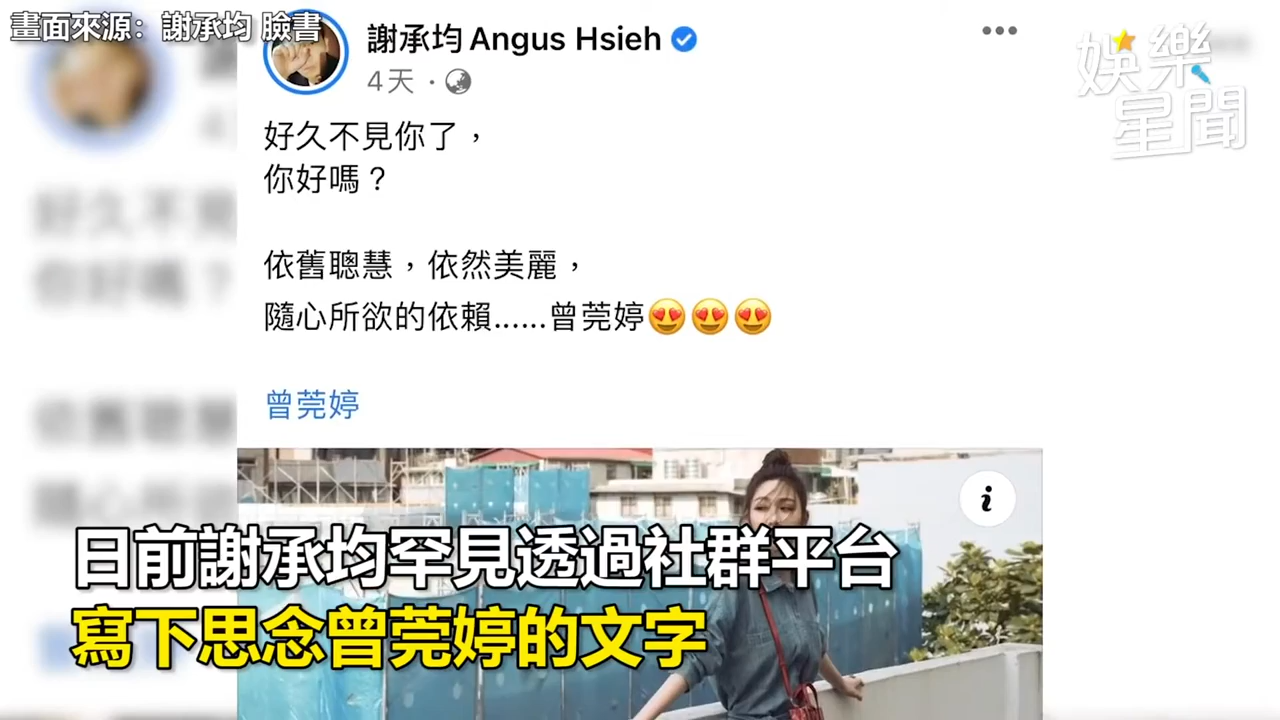 畫面來源：謝承均 臉書
謝承均 Angus Hsieh
4天
娛樂
星聞
好久不見你了，
你好嗎？
依舊聰慧，依然美麗，
隨心所欲的依賴......曾莞婷😍😍😍
曾莞婷
日前謝承均罕見透過社群平台
寫下思念曾莞婷的文字